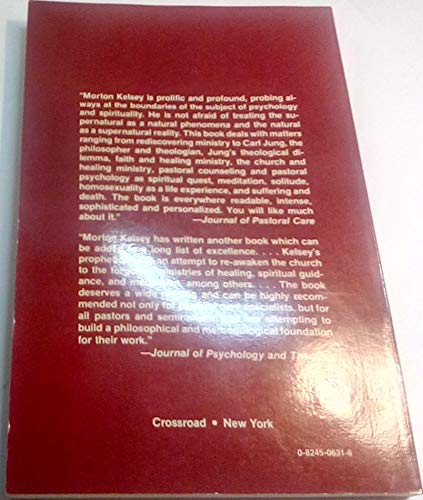 "Morton Kelsey is prolific and profound, probing al-
ways at the boundaries of the subject of psychology
and spirituality. He is not afraid of treating the su-
pernatural as a natural phenomena and the natural
as a supernatural reality. This book deals with matters
ranging from rediscovering ministry to Carl Jung, the
philosopher and theologian, Jung's theological di-
lemma, faith and healing ministry, the church and
healing ministry, pastoral counseling and pastoral
psychology as spiritual quest, meditation, solitude,
homosexuality as a life experience, and suffering and
death. The book is everywhere readable, intense,
sophisticated and personalized. You will like much
about it."
—Journal of Pastoral Care
"Morton Kelsey has written another book which can
be added a long list of excellence. . . . Kelsey's
an attempt to re-awaken the church
to the ministries of healing, spiritual guid-
ance, and among others. . . . The book
deserves a wide and can be highly recom-
mended not only for specialists, but for
all pastors and attempting to
build a philosophical and foundation
for their work."
—Journal of Psychology and
Crossroad • New York
0-8245-0631-6